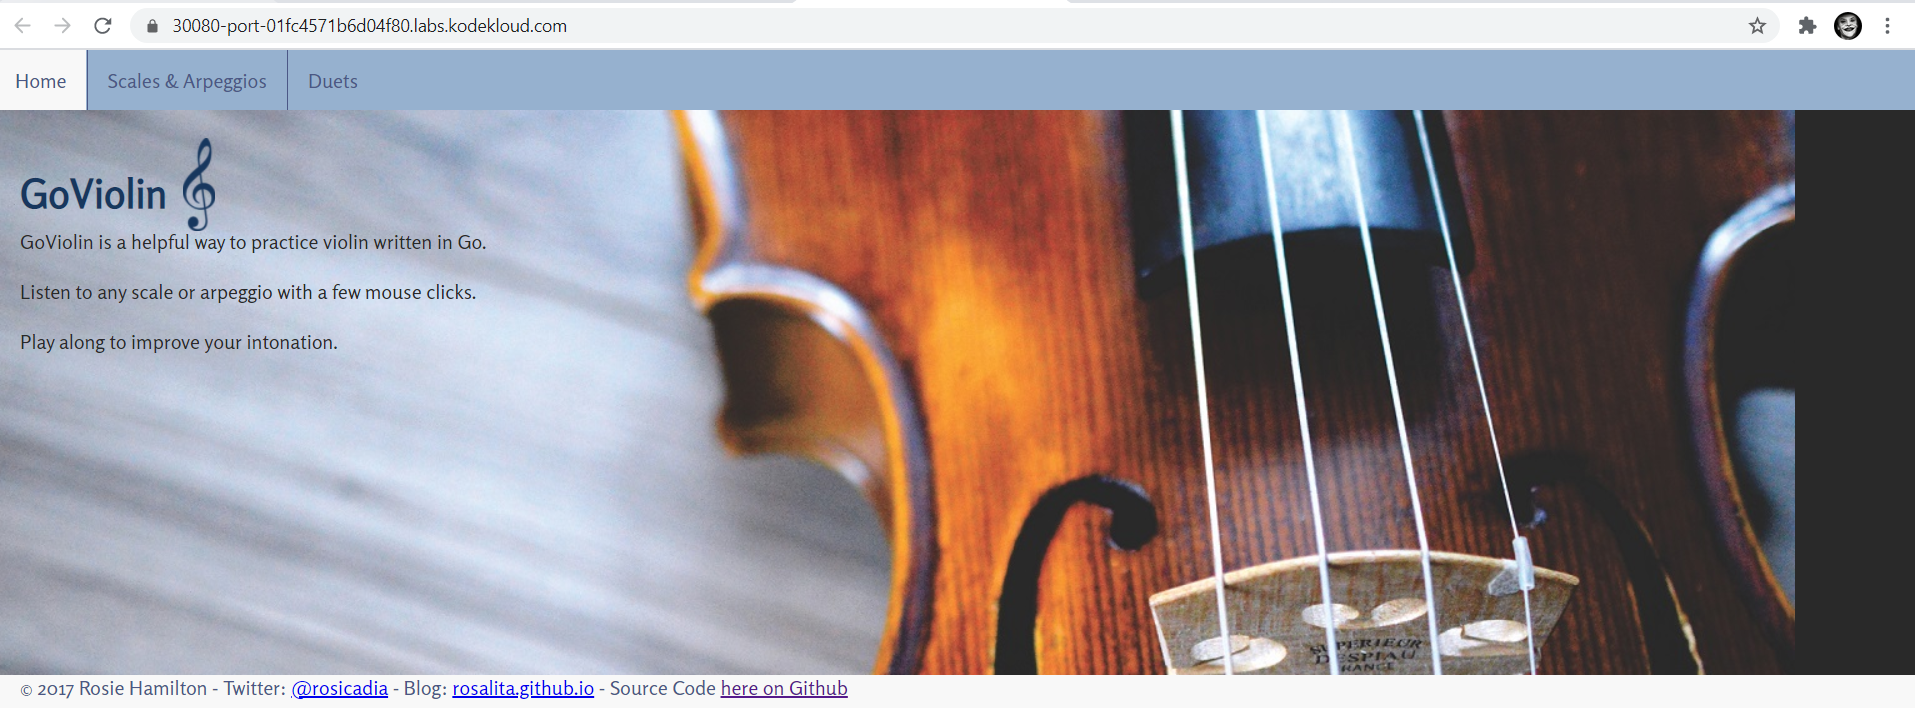 30080-port-01fc4571b6d04f80.labs.kodekloud.com
Home Scales & Arpeggios Duets
GoViolin
GoViolin is a helpful way to practice violin written in Go.
Listen to any scale or arpeggio with a few mouse clicks.
Play along to improve your intonation.
SUPERIEUR
DESPIAU
FRANCE
© 2017 Rosie Hamilton - Twitter: @rosicadia - Blog: rosalita.github.io - Source Code here on Github